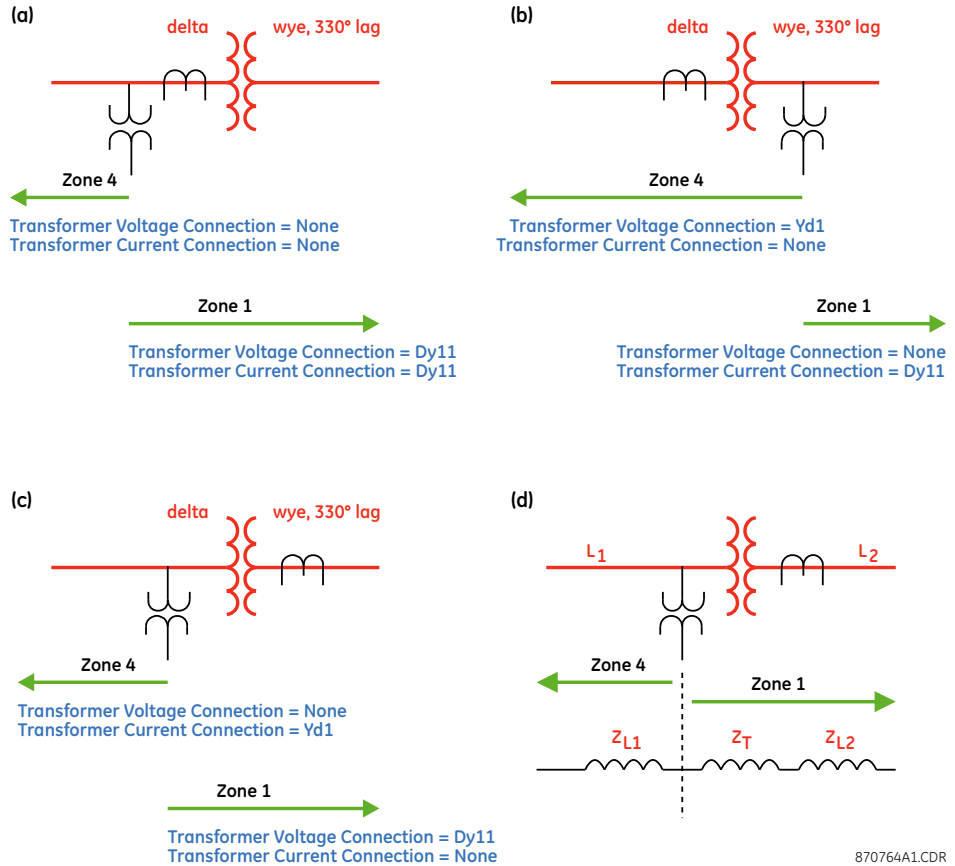 (a)
delta
wye, 330° lag
Zone 4
Transformer Voltage Connection = None
Transformer Current Connection = None
Zone 1
Transformer Voltage Connection = Dy11
Transformer Current Connection = Dy11
(b)
delta
wye, 330° lag
Zone 4
Transformer Voltage Connection = Yd1
Transformer Current Connection = None
Zone 1
Transformer Voltage Connection = None
Transformer Current Connection = Dy11
(c)
delta
wye, 330° lag
Zone 4
Transformer Voltage Connection = None
Transformer Current Connection = Yd1
Zone 1
Transformer Voltage Connection = Dy11
Transformer Current Connection = None
(d)
L1
L2
Zone 4
Zone 1
ZL1
ZT
ZL2
870764A1.CDR